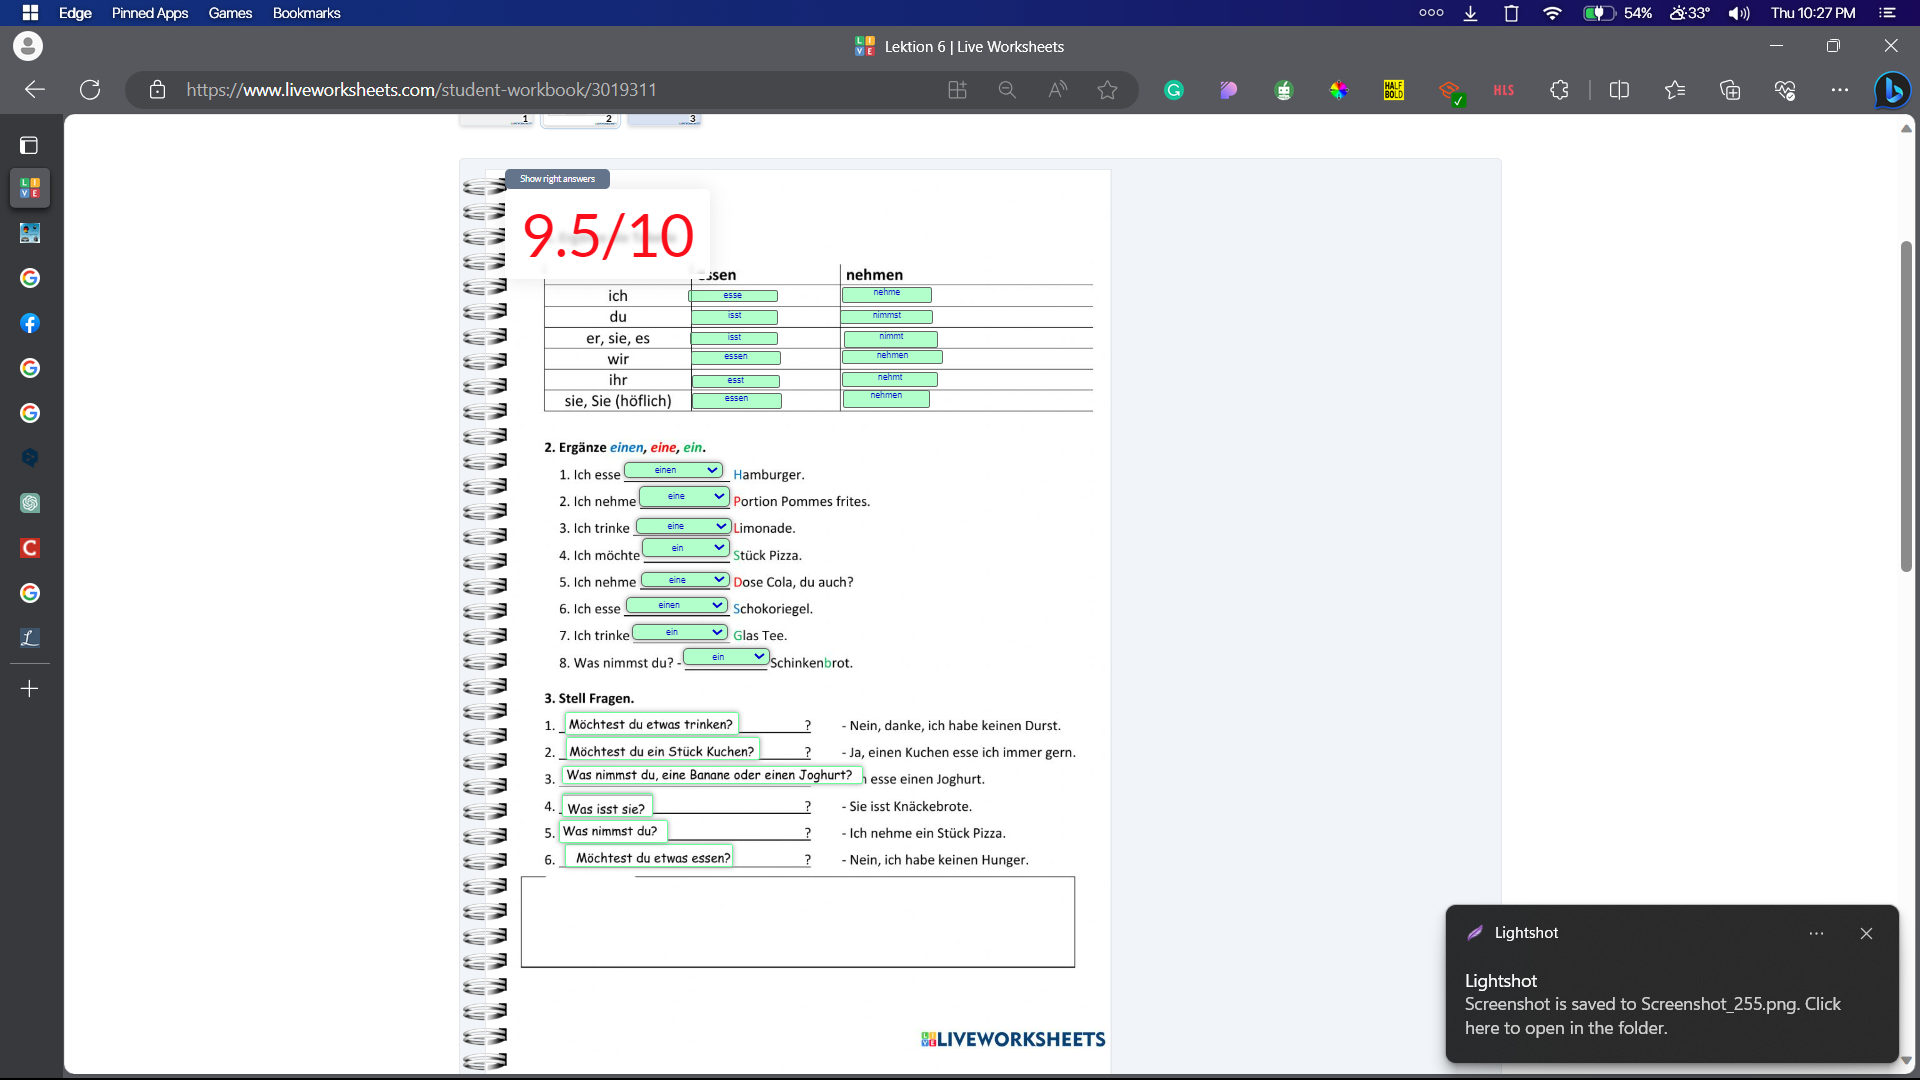 Edge Pinned Apps Games Bookmarks
54% 33° Thu 10:27 PM
Lektion 6 | Live Worksheets
https://www.liveworksheets.com/student-workbook/3019311
HALF BOLD
HLS
1 2 3
Show right answers
9.5/10
essen nehmen
ich esse nehme
du isst nimmst
er, sie, es isst nimmt
wir essen nehmen
ihr esst nehmt
sie, Sie (höflich) essen nehmen
2. Ergänze einen, eine, ein.
1. Ich esse einen Hamburger.
2. Ich nehme eine Portion Pommes frites.
3. Ich trinke eine Limonade.
4. Ich möchte ein Stück Pizza.
5. Ich nehme eine Dose Cola, du auch?
6. Ich esse einen Schokoriegel.
7. Ich trinke ein Glas Tee.
8. Was nimmst du? - ein Schinkenbrot.
3. Stell Fragen.
1. Möchtest du etwas trinken? ? - Nein, danke, ich habe keinen Durst.
2. Möchtest du ein Stück Kuchen? ? - Ja, einen Kuchen esse ich immer gern.
3. Was nimmst du, eine Banane oder einen Joghurt? h esse einen Joghurt.
4. Was isst sie? ? - Sie isst Knäckebrote.
5. Was nimmst du? ? - Ich nehme ein Stück Pizza.
6. Möchtest du etwas essen? ? - Nein, ich habe keinen Hunger.
LIVEWORKSHEETS
Lightshot
Lightshot
Screenshot is saved to Screenshot_255.png. Click
here to open in the folder.